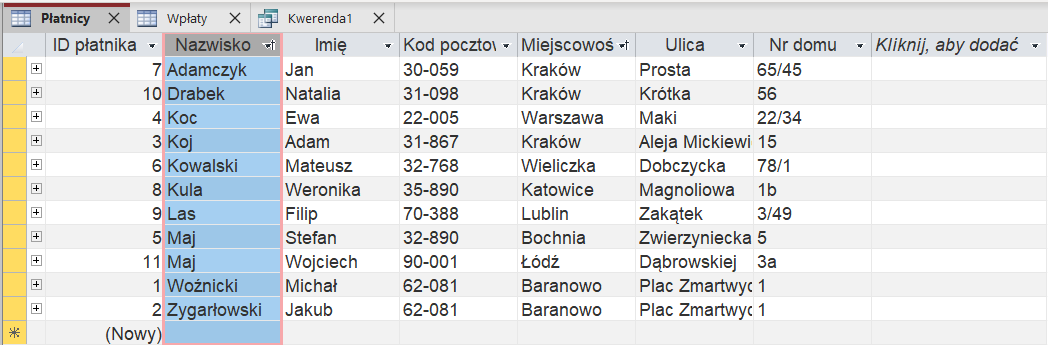 Płatnicy Wpłaty Kwerenda1
ID płatnika Nazwisko Imię Kod pocztow Miejscowoś Ulica Nr domu Kliknij, aby dodać
7 Adamczyk Jan 30-059 Kraków Prosta 65/45
10 Drabek Natalia 31-098 Kraków Krótka 56
4 Koc Ewa 22-005 Warszawa Maki 22/34
3 Koj Adam 31-867 Kraków Aleja Mickiewi 15
6 Kowalski Mateusz 32-768 Wieliczka Dobczycka 78/1
8 Kula Weronika 35-890 Katowice Magnoliowa 1b
9 Las Filip 70-388 Lublin Zakątek 3/49
5 Maj Stefan 32-890 Bochnia Zwierzyniecka 5
11 Maj Wojciech 90-001 Łódź Dąbrowskiej 3a
1 Woźnicki Michał 62-081 Baranowo Plac Zmartwyc 1
2 Zygarłowski Jakub 62-081 Baranowo Plac Zmartwyc 1
(Nowy)